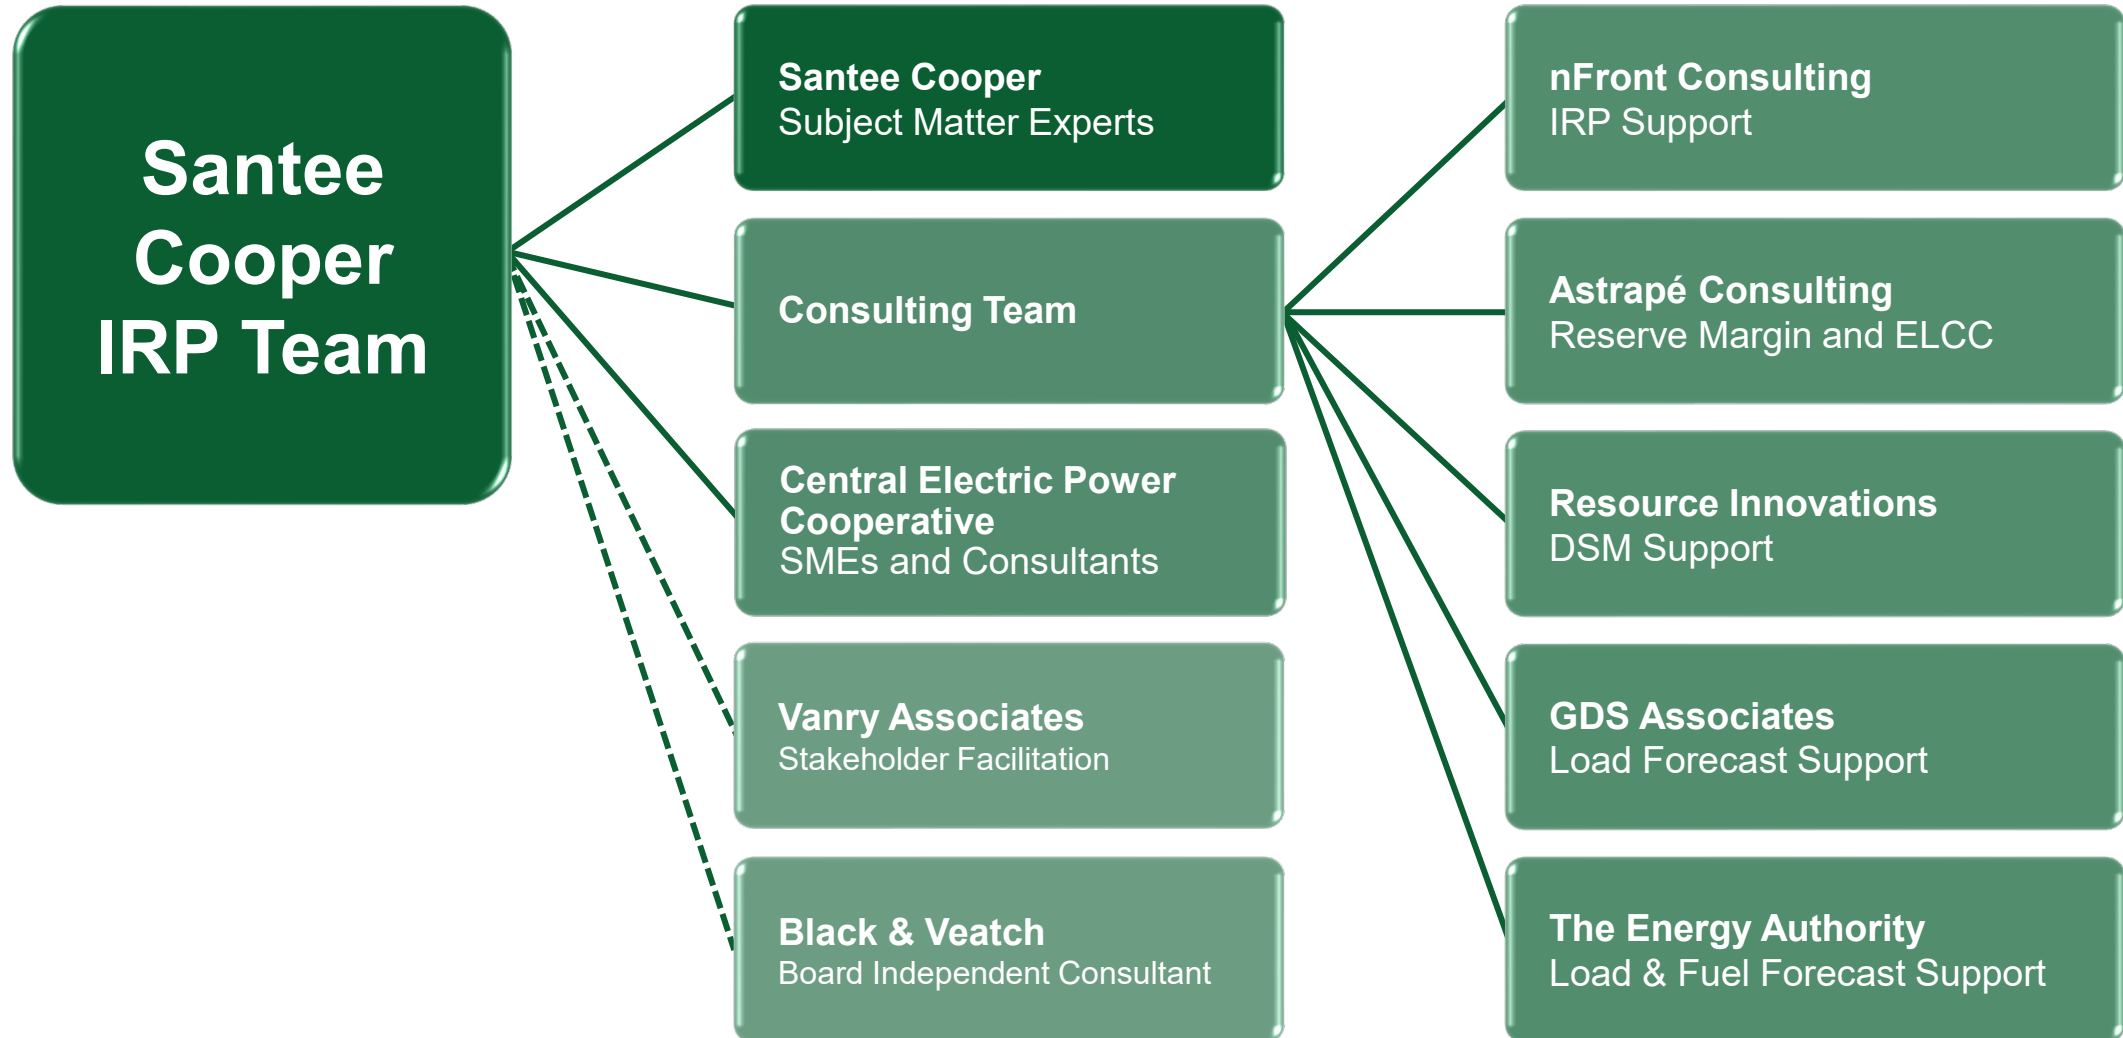 Santee
Cooper
IRP Team
Santee Cooper
Subject Matter Experts
Consulting Team
Central Electric Power
Cooperative
SMEs and Consultants
Vanry Associates
Stakeholder Facilitation
Black & Veatch
Board Independent Consultant
nFront Consulting
IRP Support
Astrapé Consulting
Reserve Margin and ELCC
Resource Innovations
DSM Support
GDS Associates
Load Forecast Support
The Energy Authority
Load & Fuel Forecast Support